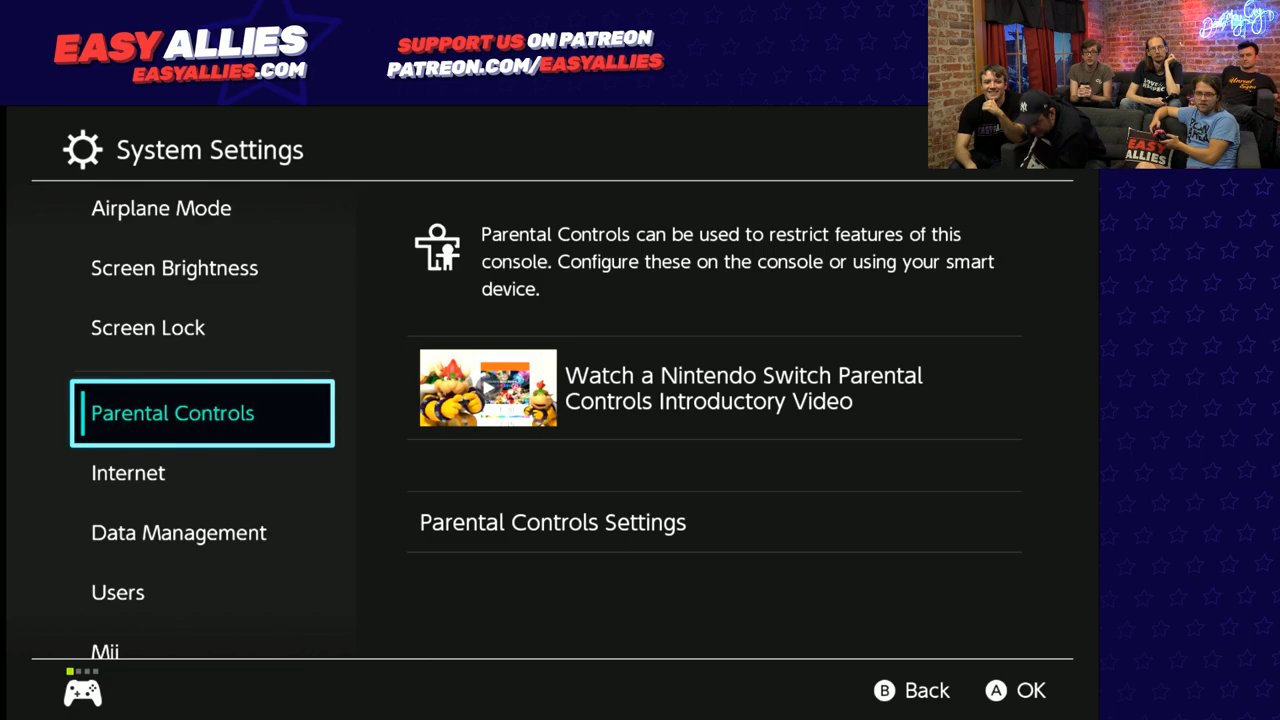 EASY ALLIES
EASYALLIES.COM
SUPPORT US ON PATREON
PATREON.COM/EASYALLIES
System Settings
Airplane Mode
Screen Brightness
Screen Lock
Parental Controls
Internet
Data Management
Users
Mii
Parental Controls can be used to restrict features of this
console. Configure these on the console or using your smart
device.
Watch a Nintendo Switch Parental
Controls Introductory Video
Parental Controls Settings
B Back
A OK
EASY
ALLIES